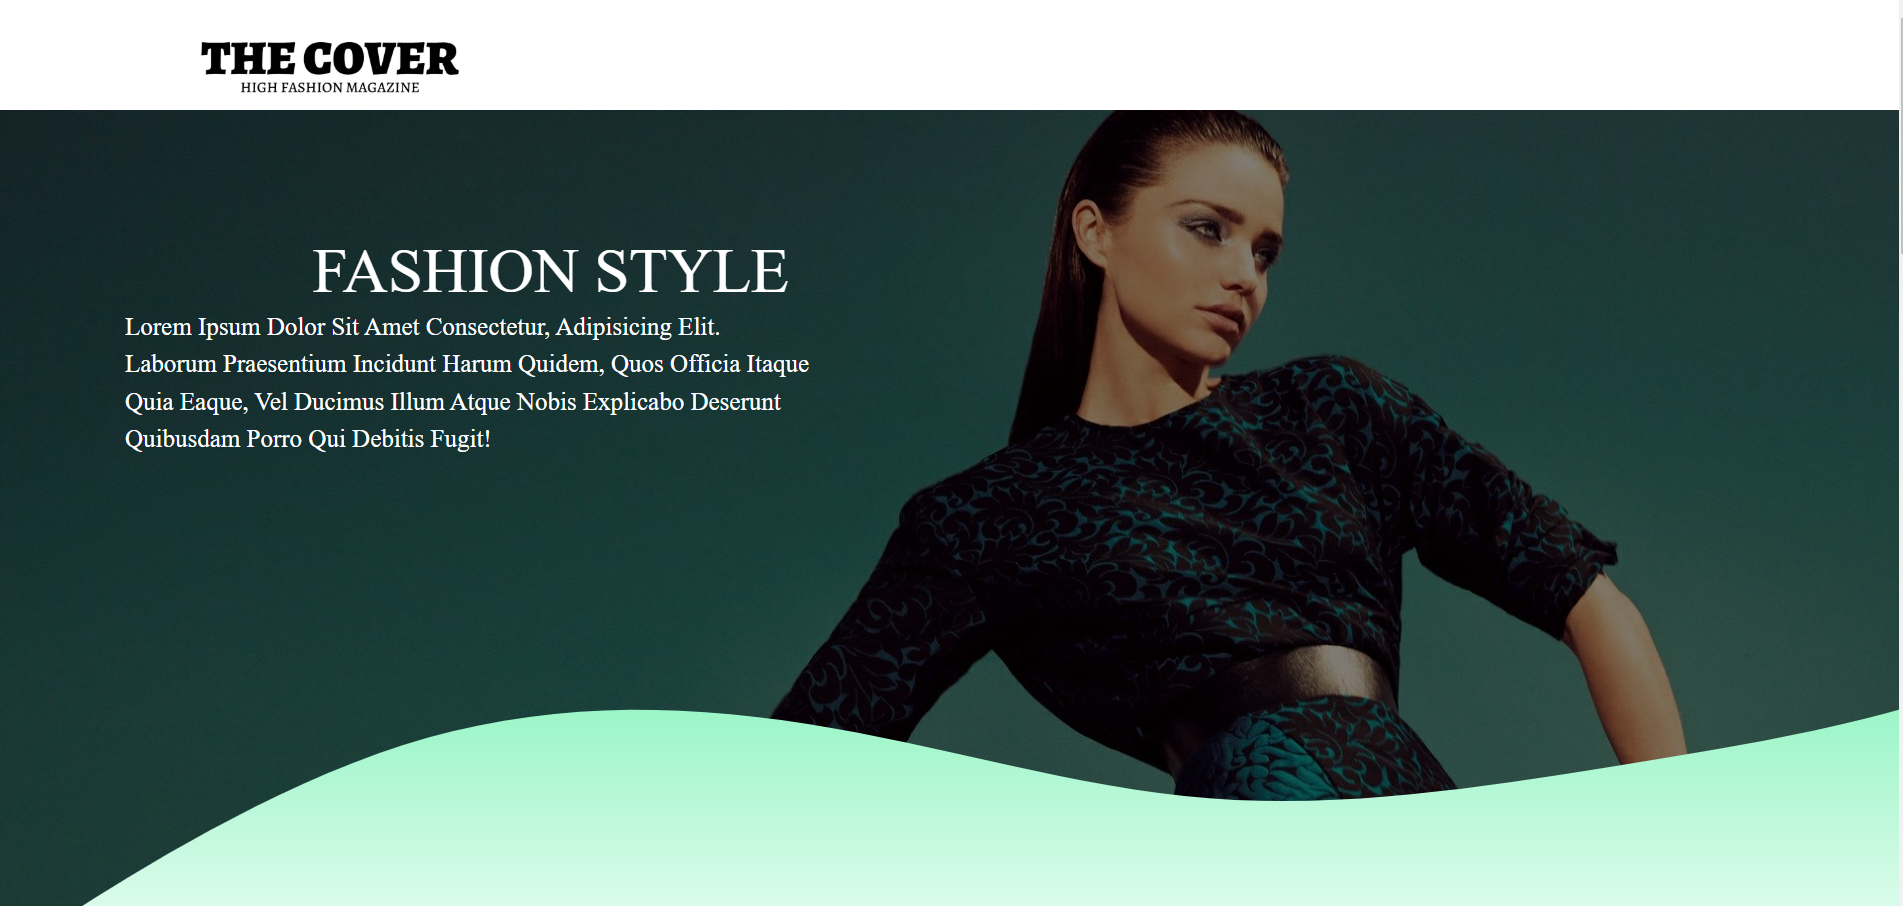 THE COVER
HIGH FASHION MAGAZINE
FASHION STYLE
Lorem Ipsum Dolor Sit Amet Consectetur, Adipisicing Elit.
Laborum Praesentium Incidunt Harum Quidem, Quos Officia Itaque
Quia Eaque, Vel Ducimus Illum Atque Nobis Explicabo Deserunt
Quibusdam Porro Qui Debitis Fugit!